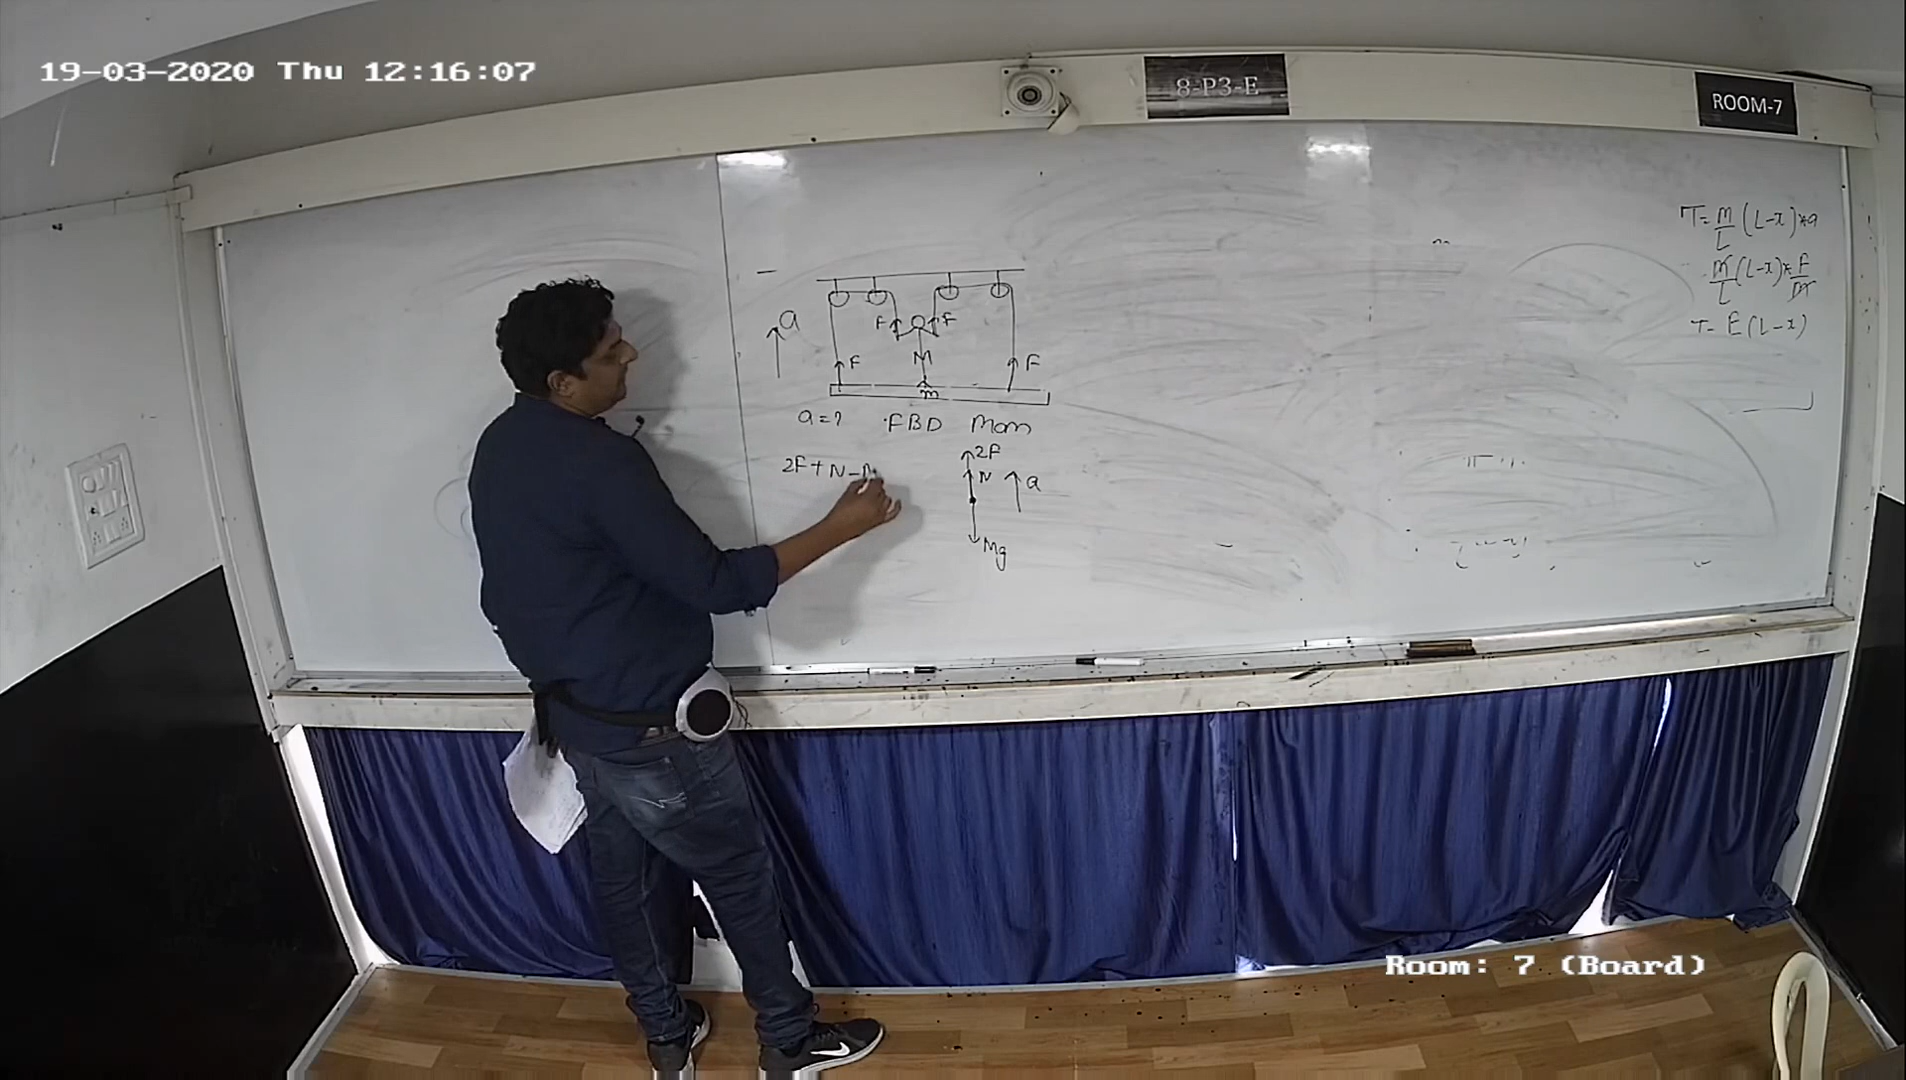 19-03-2020 Thu 12:16:07
8-P3-E
ROOM-7
T= m/L (L-x)*a
m/L (L-x)* F/m
T= F (L-x)
a
F F
M
F F
m
a=? FBD Man
2F
2F+N- N a
Mg
Room: 7 (Board)